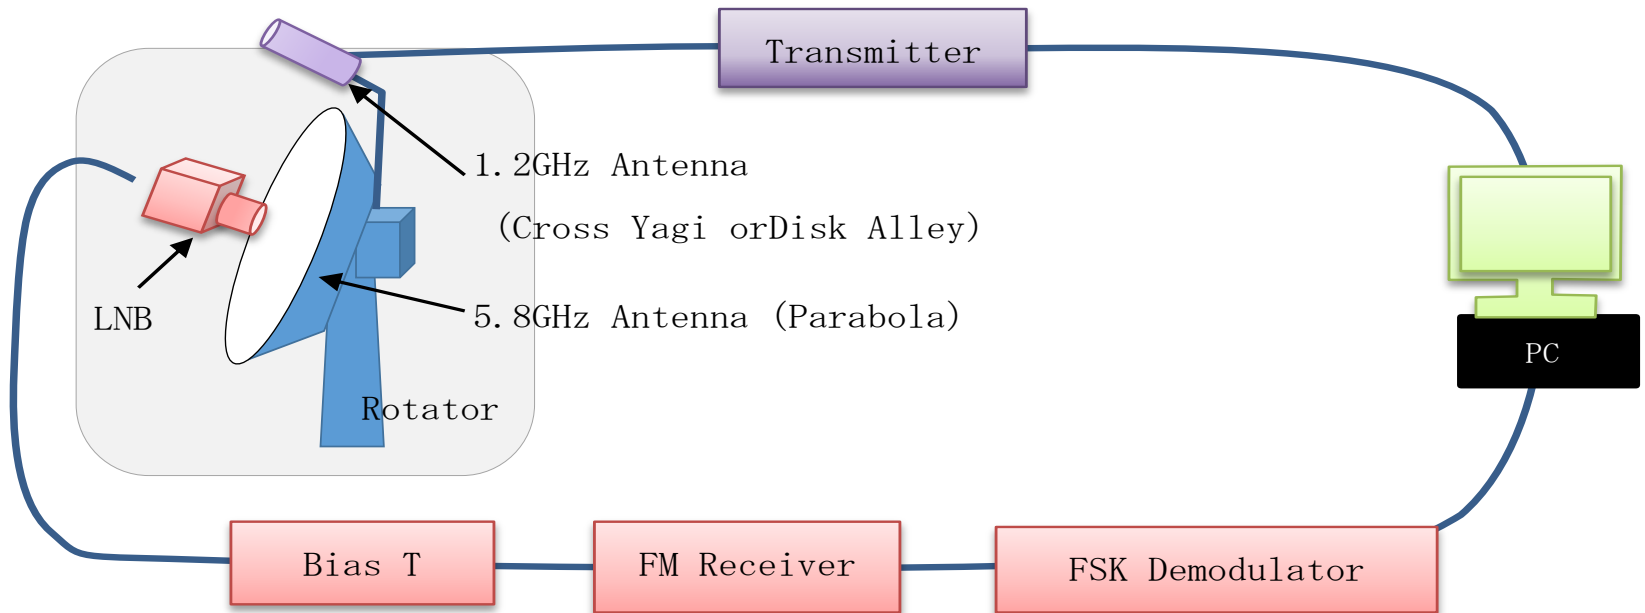 Transmitter
1.2GHz Antenna
(Cross Yagi orDisk Alley)
LNB
5.8GHz Antenna (Parabola)
PC
Rotator
Bias T
FM Receiver
FSK Demodulator